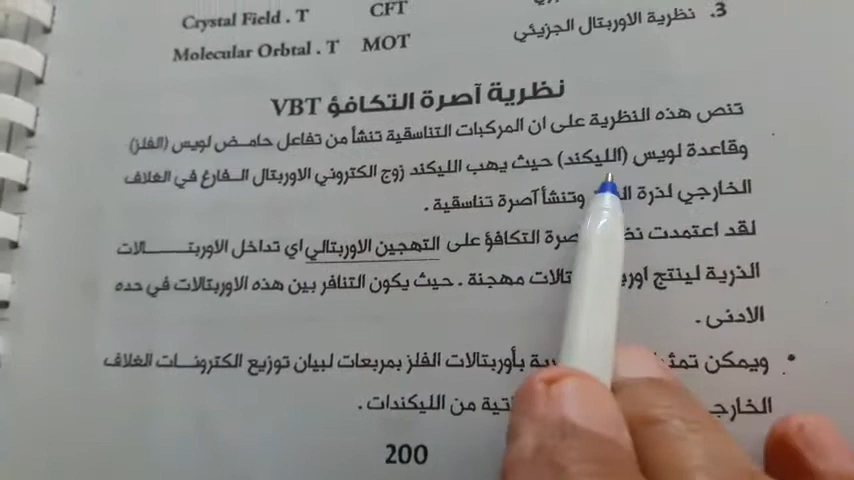 Crystal Field . T CFT
3. نظرية الاوربتال الجزيئي Molecular Orbtal . T MOT
نظرية آصرة التكافؤ VBT
تنص هذه النظرية على ان المركبات التناسقية تنشأ من تفاعل حامض لويس (الفلز)
وقاعدة لويس (الليكند) حيث يهب الليكند زوج الكتروني الاوربتال الفارغ في الغلاف
الخارجي لذرة وتنشأ آصرة تناسقية .
لقد اعتمدت صرة التكافؤ على التهجين الاوربتالي اي تداخل الاوربتالات
الذرية لينتج تالات مهجنة . حيث يكون التنافر بين هذه الاوربتالات في حده
الادنى .
• ويمكن بأوربتالات الفلز بمربعات لبيان توزيع الكترونات الغلاف
من الليكندات .
200